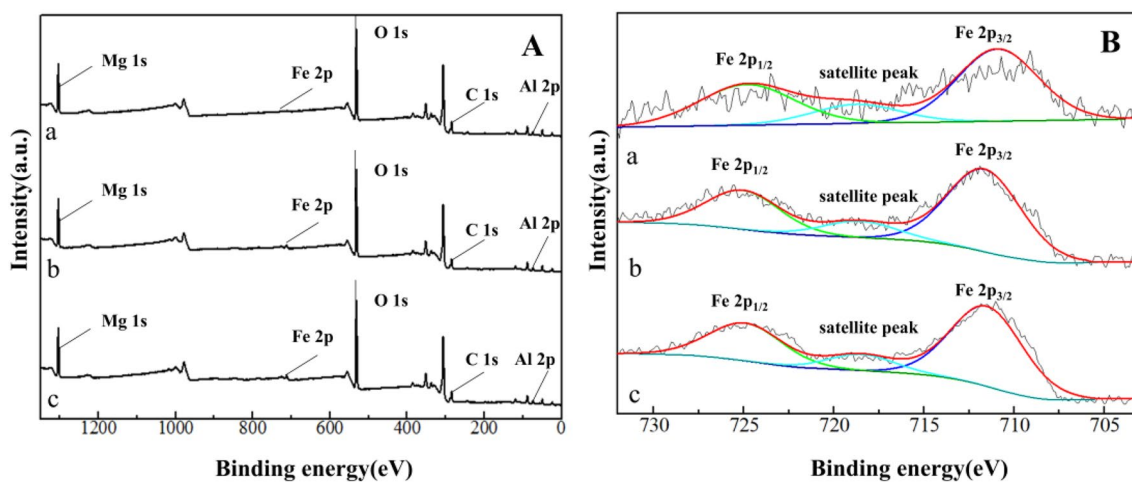 A
O 1s
Mg 1s
Fe 2p
C 1s
Al 2p
a
O 1s
Mg 1s
Fe 2p
C 1s
Al 2p
b
O 1s
Mg 1s
Fe 2p
C 1s
Al 2p
c
1200 1000 800 600 400 200 0
Binding energy(eV)
Intensity(a.u.)
B
Fe 2p3/2
Fe 2p1/2
satellite peak
a
Fe 2p3/2
Fe 2p1/2
satellite peak
b
Fe 2p3/2
Fe 2p1/2
satellite peak
c
730 725 720 715 710 705
Binding energy(eV)
Intensity(a.u.)